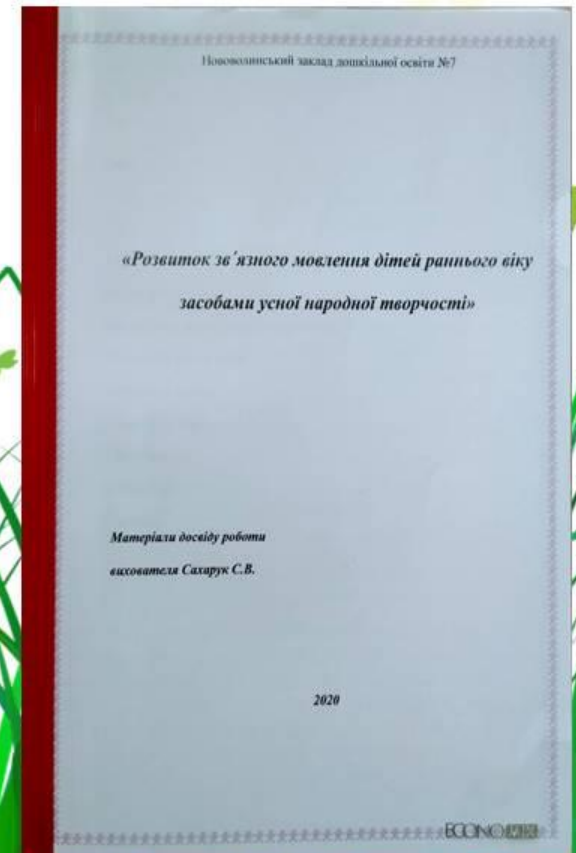 Нововолинський заклад дошкільної освіти №7
«Розвиток зв´язного мовлення дітей раннього віку
засобами усної народної творчості»
Матеріали досвіду роботи
вихователя Сахарук С.В.
2020
ECONOMIX